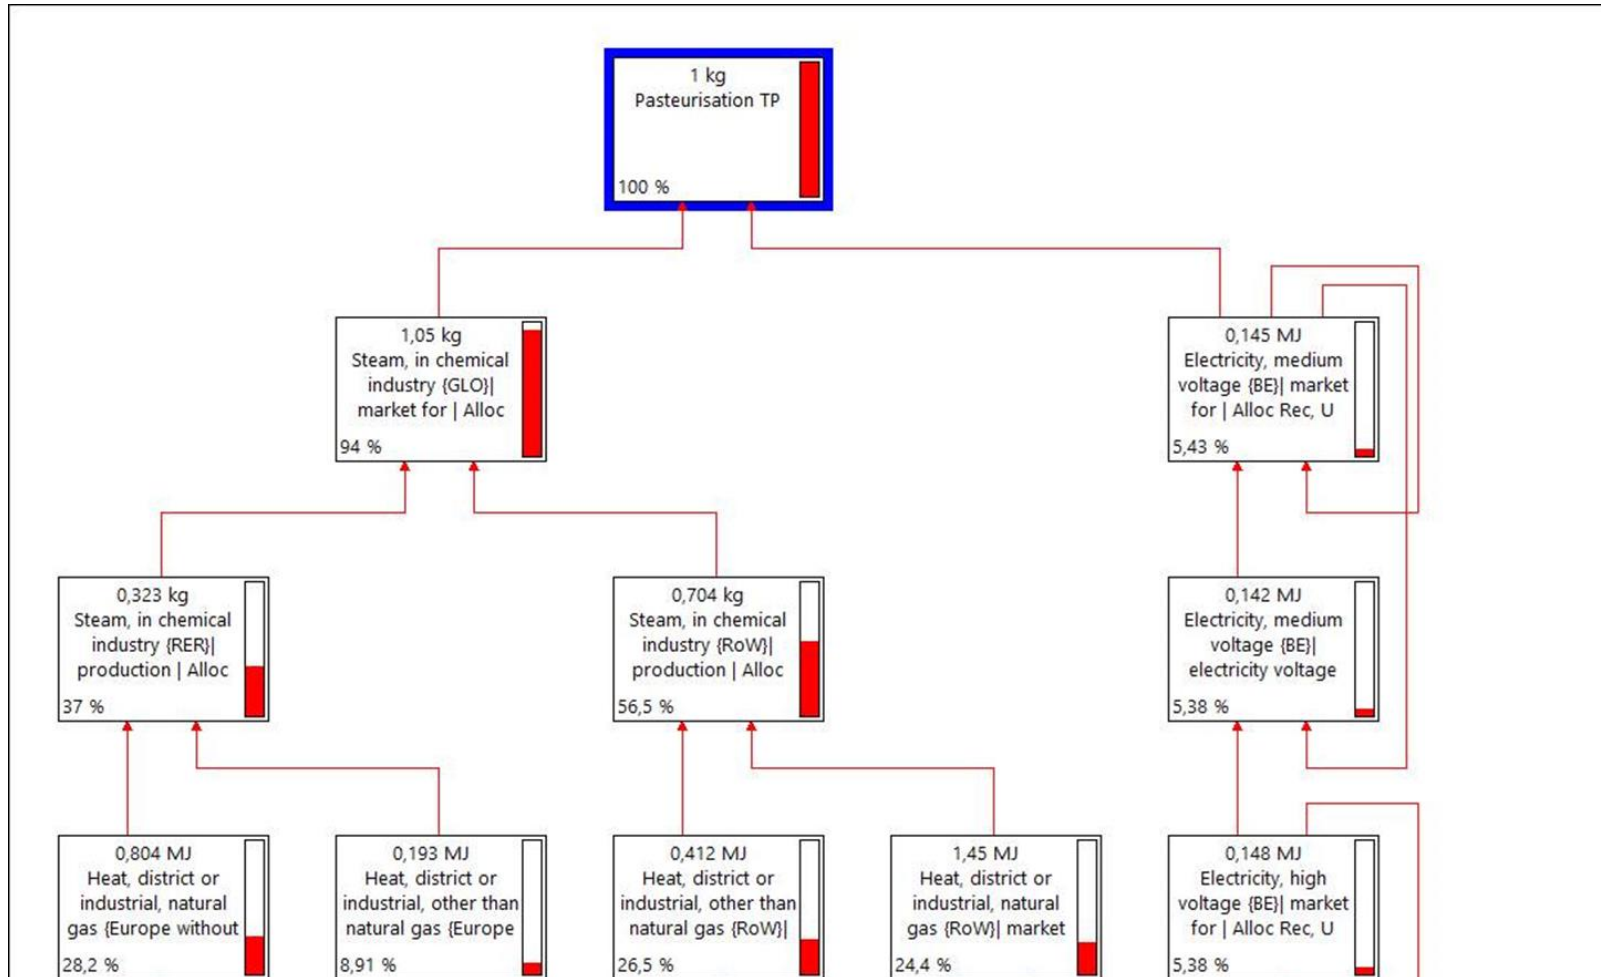 1 kg
Pasteurisation TP
100 %
1,05 kg
Steam, in chemical
industry {GLO}|
market for | Alloc
94 %
0,145 MJ
Electricity, medium
voltage {BE}| market
for | Alloc Rec, U
5,43 %
0,323 kg
Steam, in chemical
industry {RER}|
production | Alloc
37 %
0,704 kg
Steam, in chemical
industry {RoW}|
production | Alloc
56,5 %
0,142 MJ
Electricity, medium
voltage {BE}|
electricity voltage
5,38 %
0,804 MJ
Heat, district or
industrial, natural
gas {Europe without
28,2 %
0,193 MJ
Heat, district or
industrial, other than
natural gas {Europe
8,91 %
0,412 MJ
Heat, district or
industrial, other than
natural gas {RoW}|
26,5 %
1,45 MJ
Heat, district or
industrial, natural
gas {RoW}| market
24,4 %
0,148 MJ
Electricity, high
voltage {BE}| market
for | Alloc Rec, U
5,38 %